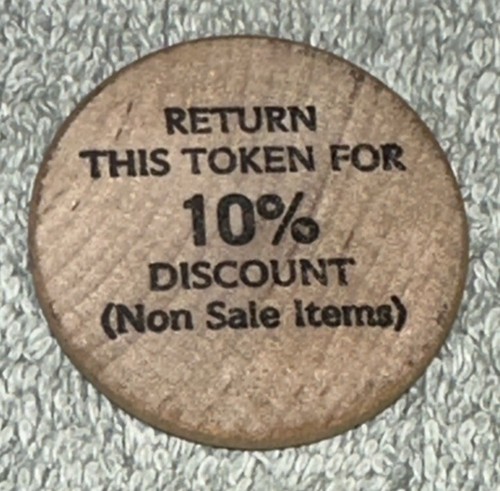 RETURN
THIS TOKEN FOR
10%
DISCOUNT
(Non Sale Items)